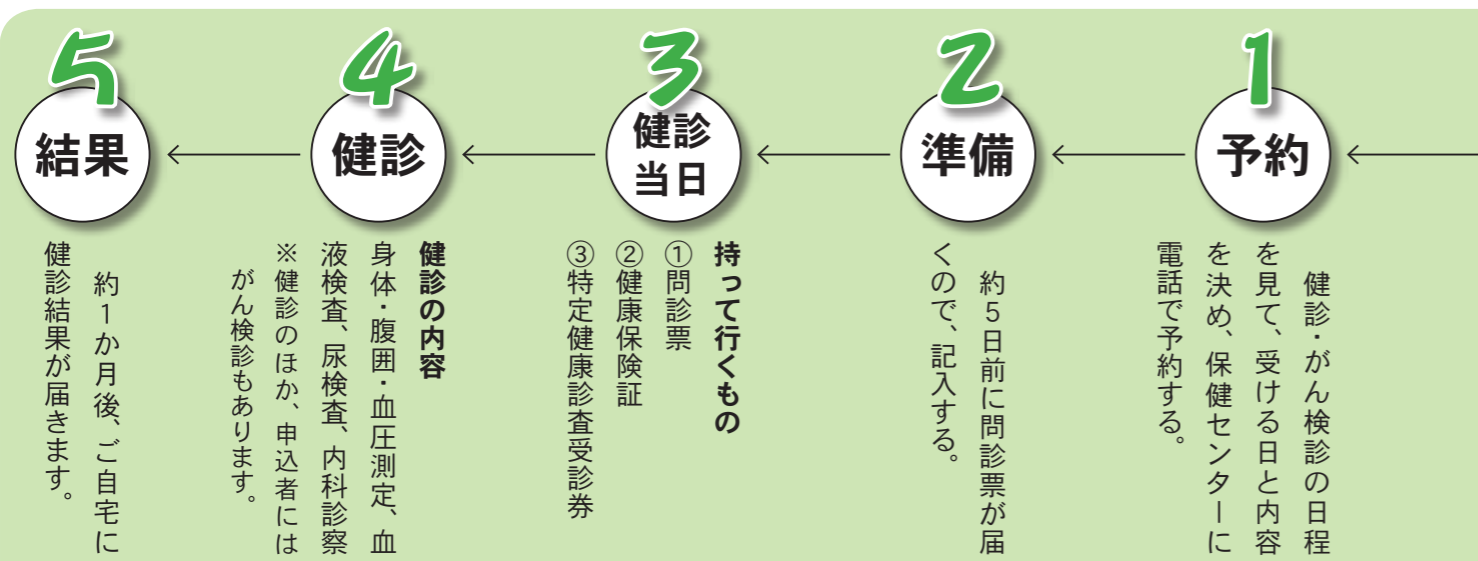 1
予約
健診・がん検診の日程
を見て、受ける日と内容
を決め、保健センターに
電話で予約する。
2
準備
約5日前に問診票が届
くので、記入する。
3
健診
当日
持って行くもの
①問診票
②健康保険証
③特定健康診査受診券
4
健診
健診の内容
身体・腹囲・血圧測定、血
液検査、尿検査、内科診察
※健診のほか、申込者には
がん検診もあります。
5
結果
約1か月後、ご自宅に
健診結果が届きます。